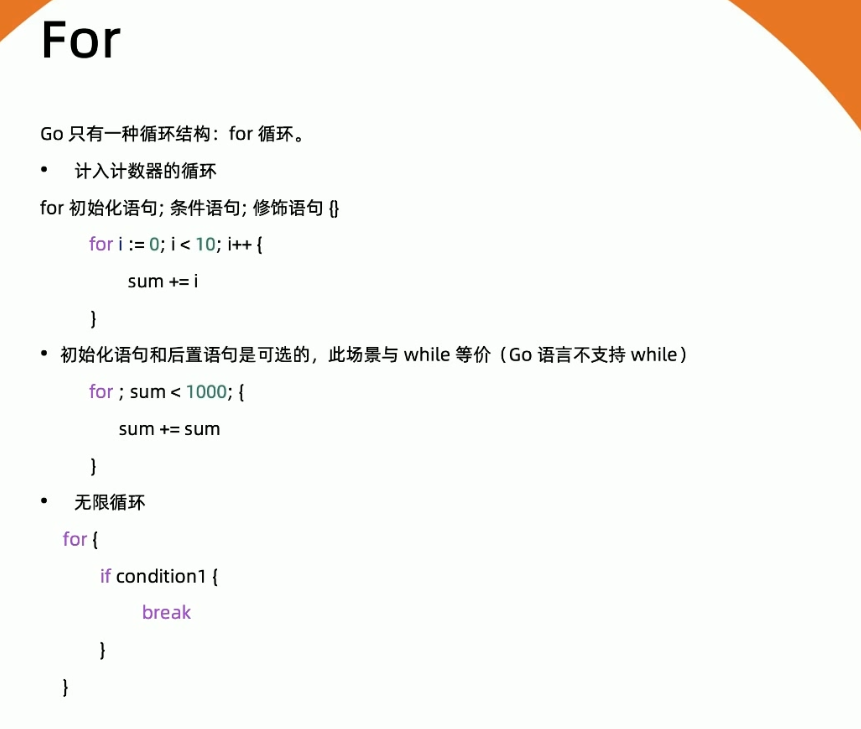 For
Go 只有一种循环结构：for 循环。
• 计入计数器的循环
for 初始化语句; 条件语句; 修饰语句 {}
for i := 0; i < 10; i++ {
sum += i
}
• 初始化语句和后置语句是可选的，此场景与 while 等价（Go 语言不支持 while）
for ; sum < 1000; {
sum += sum
}
• 无限循环
for {
if condition1 {
break
}
}